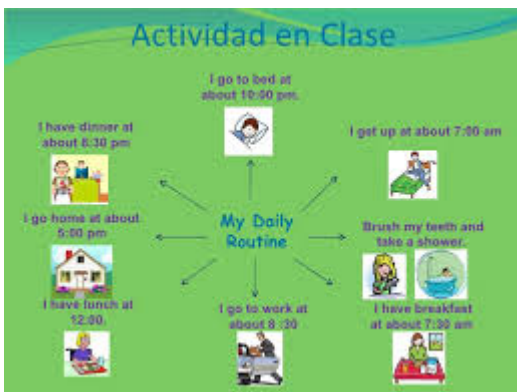 Actividad en Clase
I go to bed at
about 10:00 pm.
I get up at about 7:00 am
Brush my teeth and
take a shower.
I have breakfast
at about 7:30 am
I go to work at
about 8 :30
I have lunch at
12:00.
I go home at about
5:00 pm
I have dinner at
about 8:30 pm
My Daily
Routine